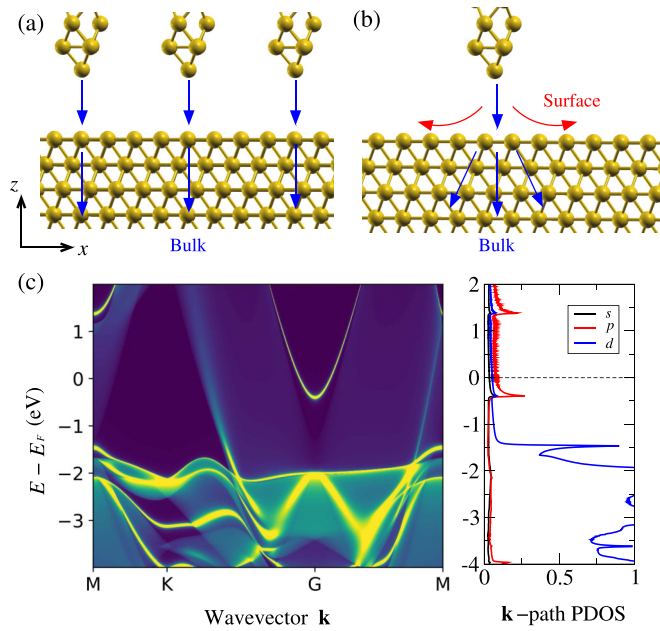 (a)
(b)
Surface
z
x
Bulk
Bulk
(c)
E − E_F (eV)
1
0
−1
−2
−3
M
K
G
M
Wavevector k
2
1
0
-1
-2
-3
-4
s
p
d
0
0.5
1
k−path PDOS